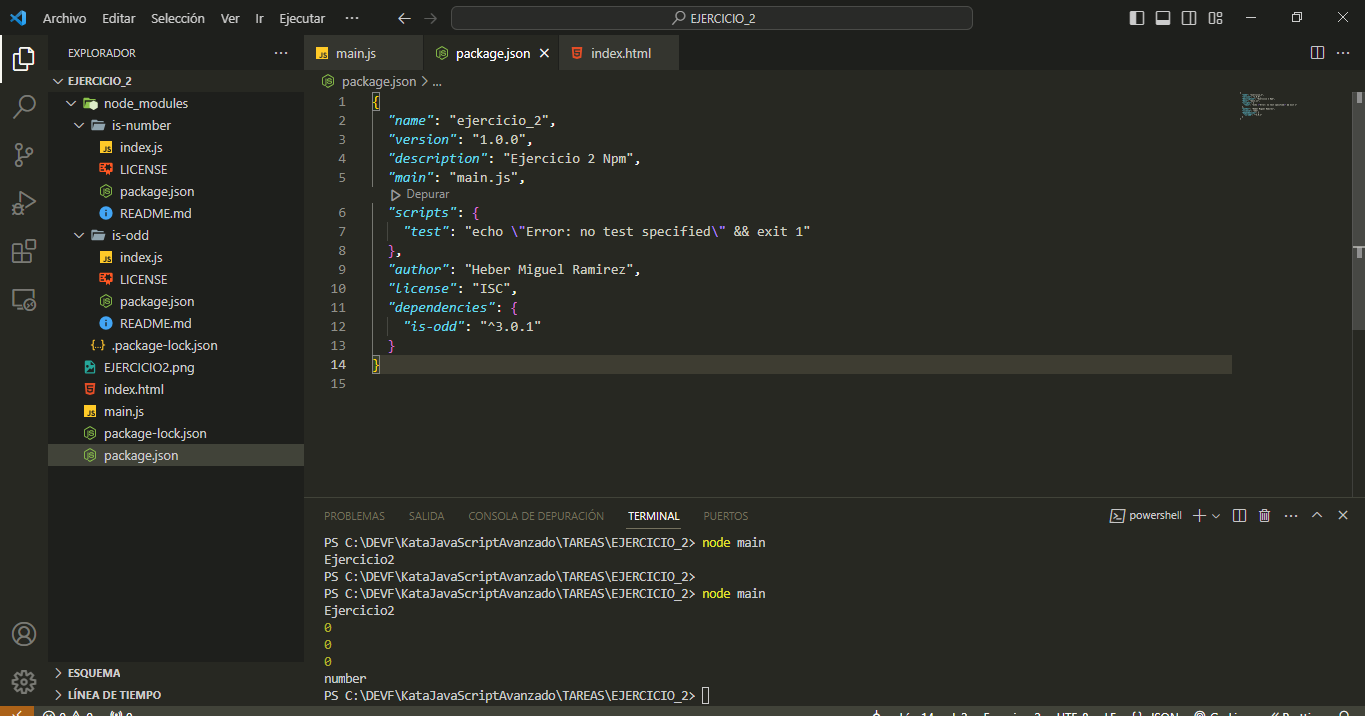 Archivo Editar Selección Ver Ir Ejecutar ··· EJERCICIO_2
EXPLORADOR ···
EJERCICIO_2
node_modules
is-number
index.js
LICENSE
package.json
README.md
is-odd
index.js
LICENSE
package.json
README.md
.package-lock.json
EJERCICIO2.png
index.html
main.js
package-lock.json
package.json
ESQUEMA
LÍNEA DE TIEMPO
main.js package.json index.html
package.json > ...
1 {
2 "name": "ejercicio_2",
3 "version": "1.0.0",
4 "description": "Ejercicio 2 Npm",
5 "main": "main.js",
Depurar
6 "scripts": {
7 "test": "echo \"Error: no test specified\" && exit 1"
8 },
9 "author": "Heber Miguel Ramirez",
10 "license": "ISC",
11 "dependencies": {
12 "is-odd": "^3.0.1"
13 }
14 }
15
PROBLEMAS SALIDA CONSOLA DE DEPURACIÓN TERMINAL PUERTOS powershell
PS C:\DEVF\KataJavaScriptAvanzado\TAREAS\EJERCICIO_2> node main
Ejercicio2
PS C:\DEVF\KataJavaScriptAvanzado\TAREAS\EJERCICIO_2>
PS C:\DEVF\KataJavaScriptAvanzado\TAREAS\EJERCICIO_2> node main
Ejercicio2
0
0
0
number
PS C:\DEVF\KataJavaScriptAvanzado\TAREAS\EJERCICIO_2>